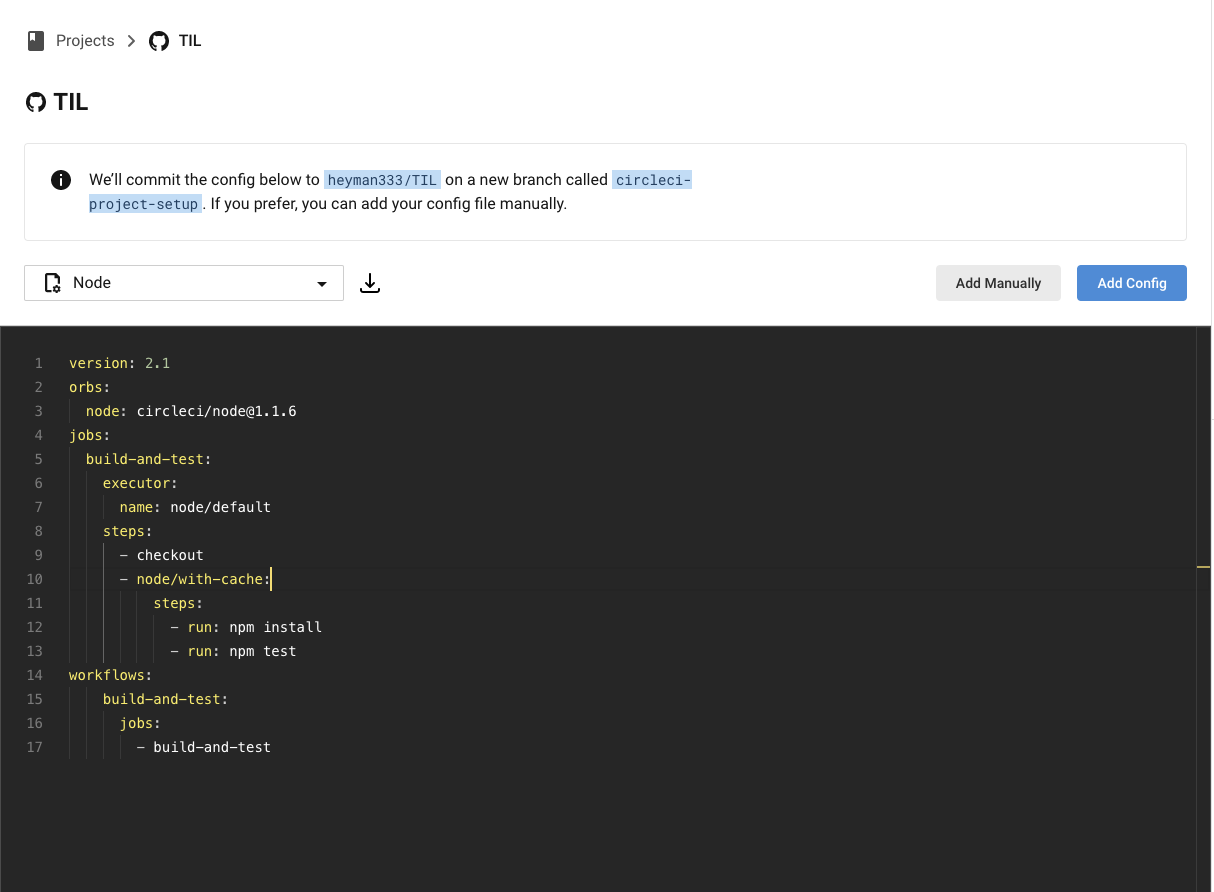 Projects > TIL
TIL
We’ll commit the config below to heyman333/TIL on a new branch called circleci-
project-setup. If you prefer, you can add your config file manually.
Node
Add Manually
Add Config
1 version: 2.1
2 orbs:
3   node: circleci/node@1.1.6
4 jobs:
5   build-and-test:
6     executor:
7       name: node/default
8     steps:
9       - checkout
10       - node/with-cache:
11           steps:
12             - run: npm install
13             - run: npm test
14 workflows:
15     build-and-test:
16       jobs:
17         - build-and-test